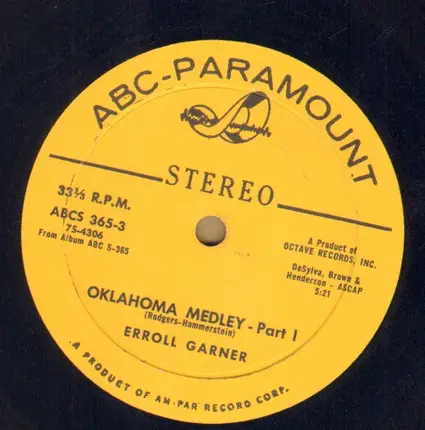 ABC-PARAMOUNT
STEREO
33⅓ R.P.M.
ABCS 365-3
7S-4306
From Album ABC S-365
A Product of
OCTAVE RECORDS, INC.
DeSylva, Brown &
Henderson - ASCAP
5:21
OKLAHOMA MEDLEY - Part I
(Rodgers-Hammerstein)
ERROLL GARNER
A PRODUCT OF AM-PAR RECORD CORP.